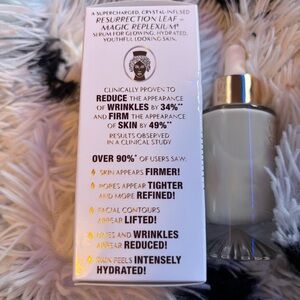 A SUPERCHARGED, CRYSTAL-INFUSED
RESURRECTION LEAF –
MAGIC REPLEXIUM®
SERUM FOR GLOWING, HYDRATED,
YOUTHFUL LOOKING SKIN.
CLINICALLY PROVEN TO
REDUCE THE APPEARANCE
OF WRINKLES BY 34%**
AND FIRM THE APPEARANCE
OF SKIN BY 49%**
RESULTS OBSERVED
IN A CLINICAL STUDY
OVER 90%* OF USERS SAW:
SKIN APPEARS FIRMER!
PORES APPEAR TIGHTER
AND MORE REFINED!
FACIAL CONTOURS
APPEAR LIFTED!
LINES AND WRINKLES
APPEAR REDUCED!
SKIN FEELS INTENSELY
HYDRATED!